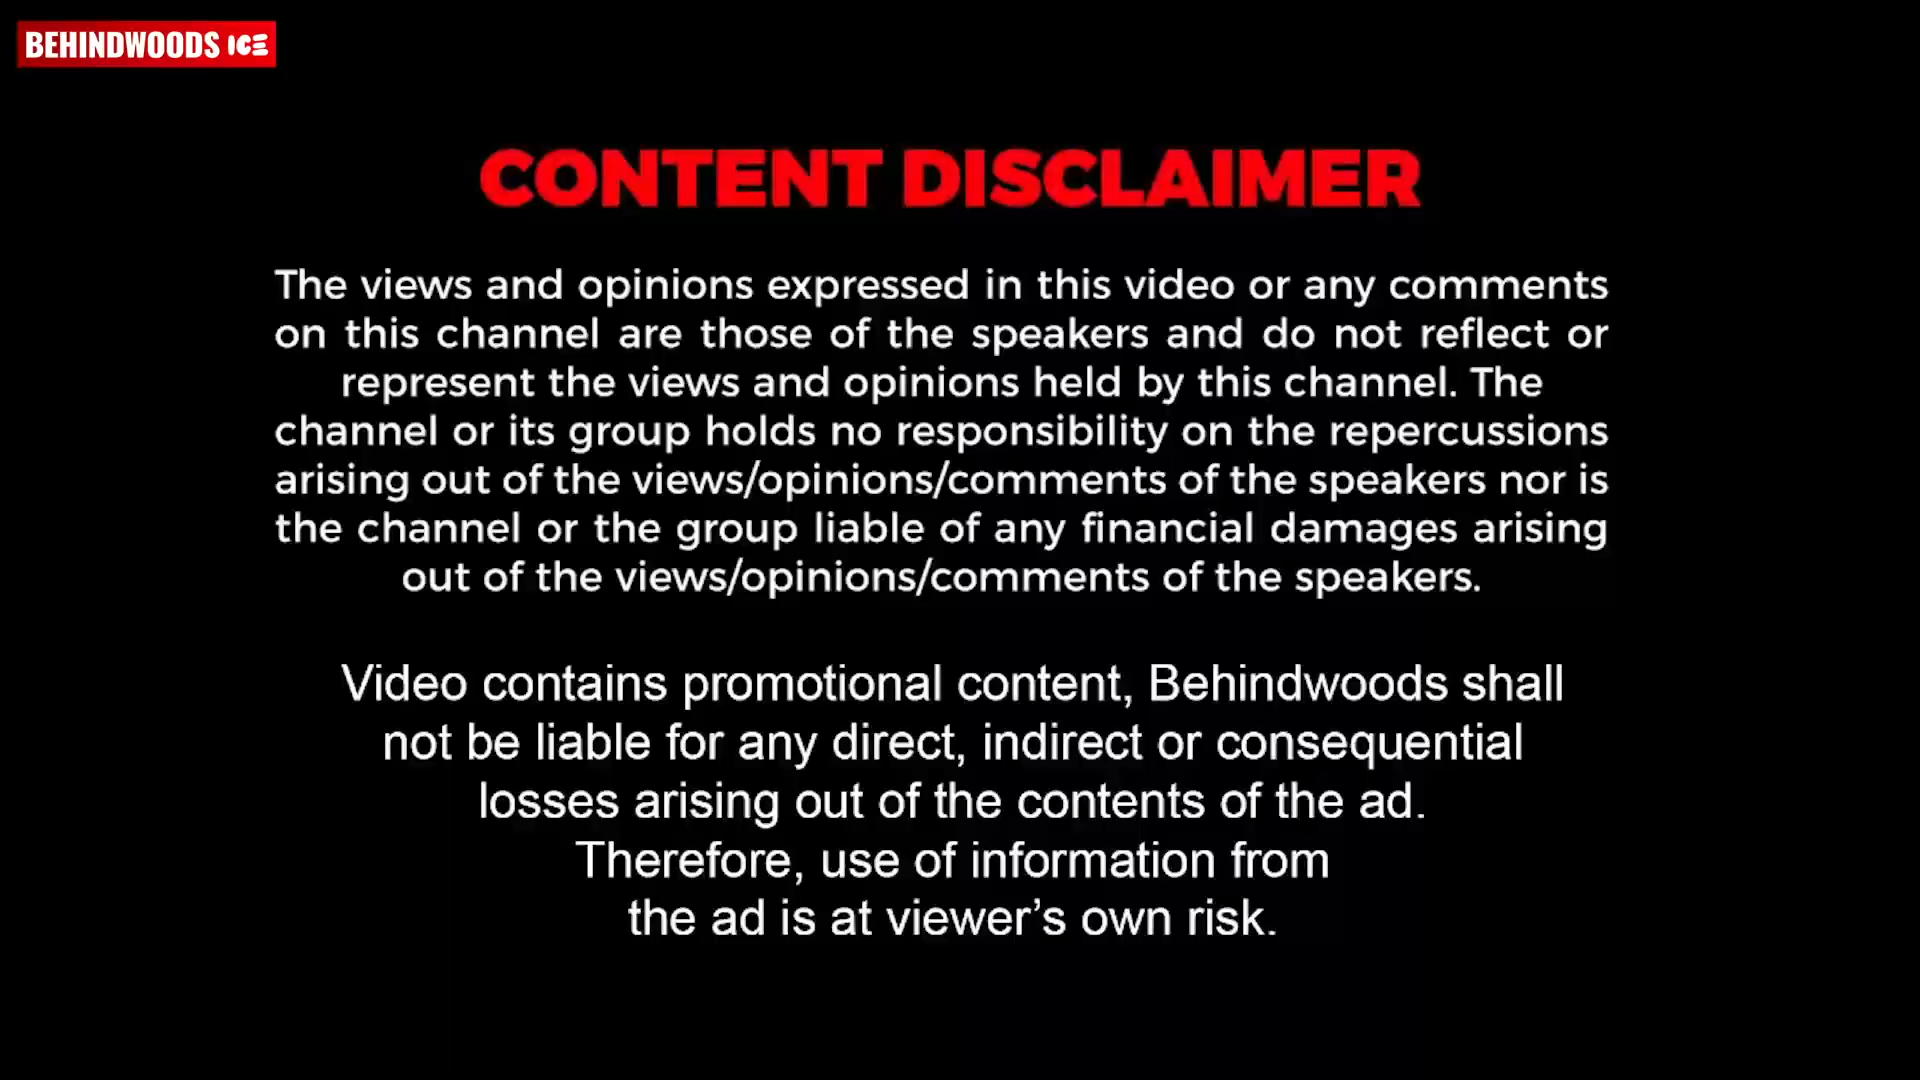 BEHINDWOODS ICE
CONTENT DISCLAIMER
The views and opinions expressed in this video or any comments
on this channel are those of the speakers and do not reflect or
represent the views and opinions held by this channel. The
channel or its group holds no responsibility on the repercussions
arising out of the views/opinions/comments of the speakers nor is
the channel or the group liable of any financial damages arising
out of the views/opinions/comments of the speakers.
Video contains promotional content, Behindwoods shall
not be liable for any direct, indirect or consequential
losses arising out of the contents of the ad.
Therefore, use of information from
the ad is at viewer’s own risk.